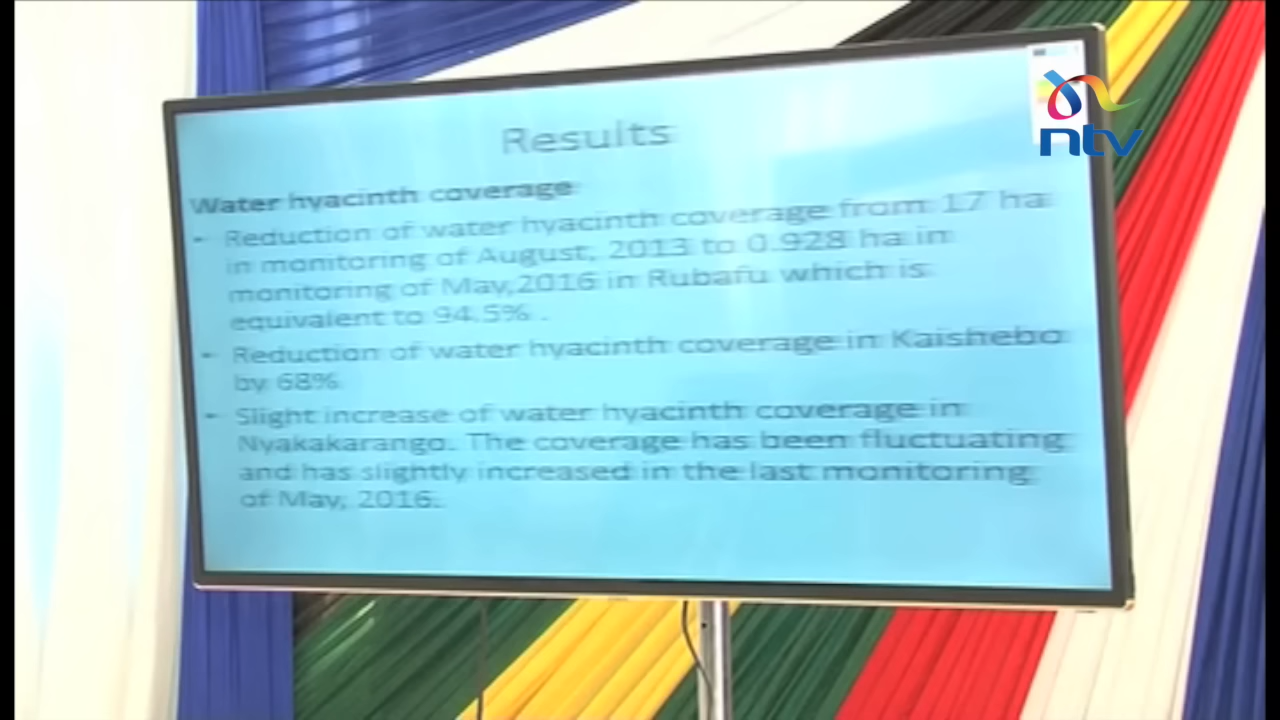 Results
Water hyacinth coverage
- Reduction of water hyacinth coverage from 17 ha
in monitoring of August, 2013 to 0.928 ha in
monitoring of May,2016 in Rubafu which is
equivalent to 94.5% .
- Reduction of water hyacinth coverage in Kaishebo
by 68%
- Slight increase of water hyacinth coverage in
Nyakakarango. The coverage has been fluctuating
and has slightly increased in the last monitoring
of May, 2016.
ntv